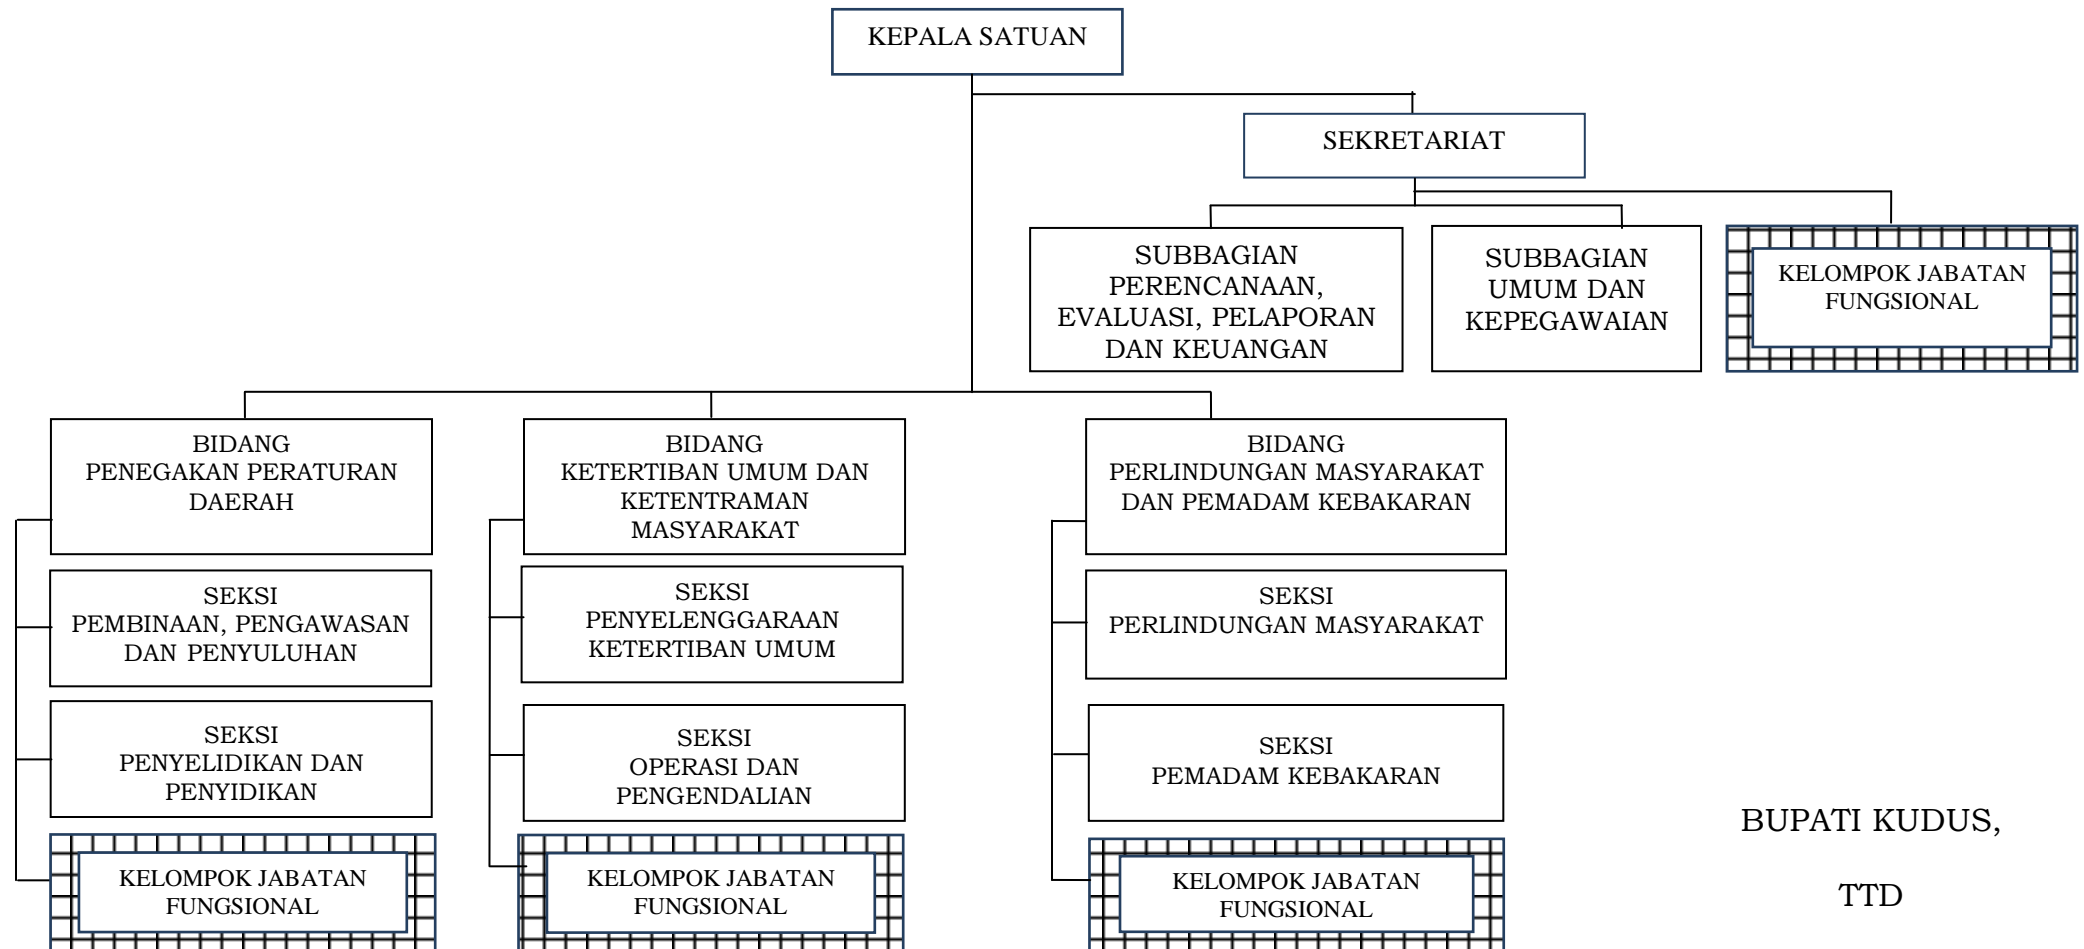 KEPALA SATUAN
SEKRETARIAT
SUBBAGIAN
PERENCANAAN,
EVALUASI, PELAPORAN
DAN KEUANGAN
SUBBAGIAN
UMUM DAN
KEPEGAWAIAN
KELOMPOK JABATAN
FUNGSIONAL
BIDANG
PENEGAKAN PERATURAN
DAERAH
SEKSI
PEMBINAAN, PENGAWASAN
DAN PENYULUHAN
SEKSI
PENYELIDIKAN DAN
PENYIDIKAN
KELOMPOK JABATAN
FUNGSIONAL
BIDANG
KETERTIBAN UMUM DAN
KETENTRAMAN
MASYARAKAT
SEKSI
PENYELENGGARAAN
KETERTIBAN UMUM
SEKSI
OPERASI DAN
PENGENDALIAN
KELOMPOK JABATAN
FUNGSIONAL
BIDANG
PERLINDUNGAN MASYARAKAT
DAN PEMADAM KEBAKARAN
SEKSI
PERLINDUNGAN MASYARAKAT
SEKSI
PEMADAM KEBAKARAN
KELOMPOK JABATAN
FUNGSIONAL
BUPATI KUDUS,
TTD